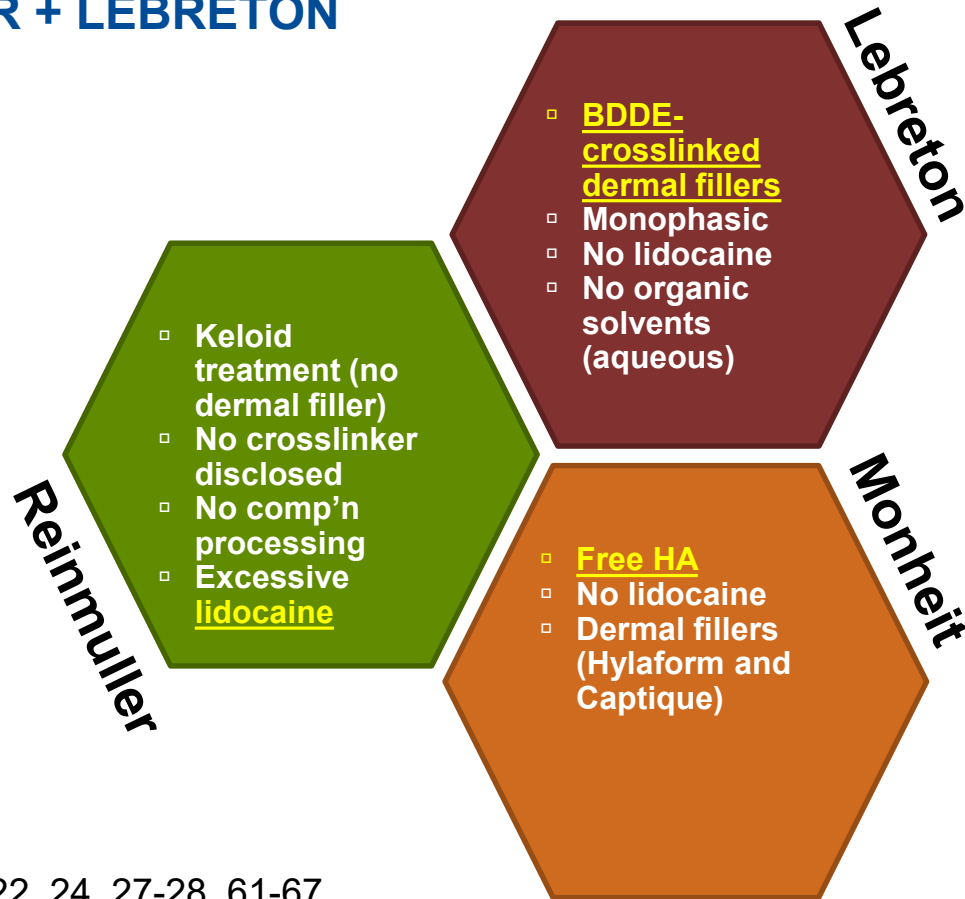 R + LEBRETON
Lebreton
▫ BDDE-
crosslinked
dermal fillers
▫ Monophasic
▫ No lidocaine
▫ No organic
solvents
(aqueous)
Reinmuller
▫ Keloid
treatment (no
dermal filler)
▫ No crosslinker
disclosed
▫ No comp'n
processing
▫ Excessive
lidocaine
Monheit
▫ Free HA
▫ No lidocaine
▫ Dermal fillers
(Hylaform and
Captique)
22, 24, 27-28, 61-67